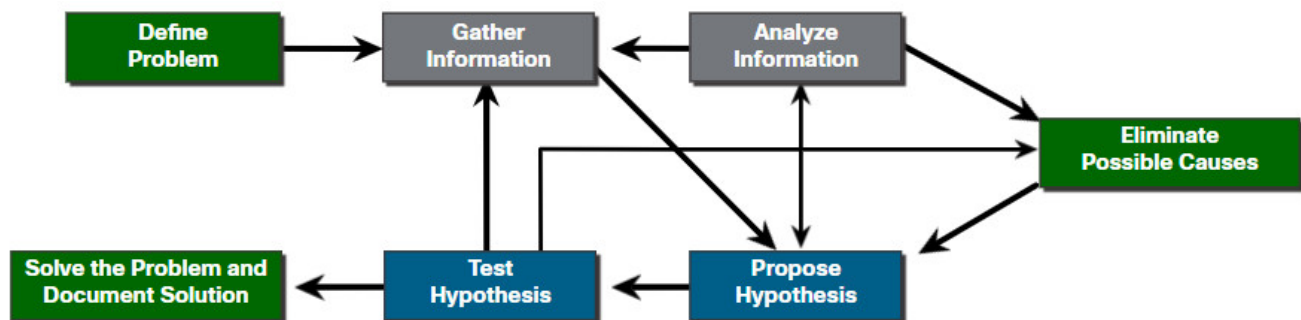 Define
Problem
Gather
Information
Analyze
Information
Eliminate
Possible Causes
Solve the Problem and
Document Solution
Test
Hypothesis
Propose
Hypothesis